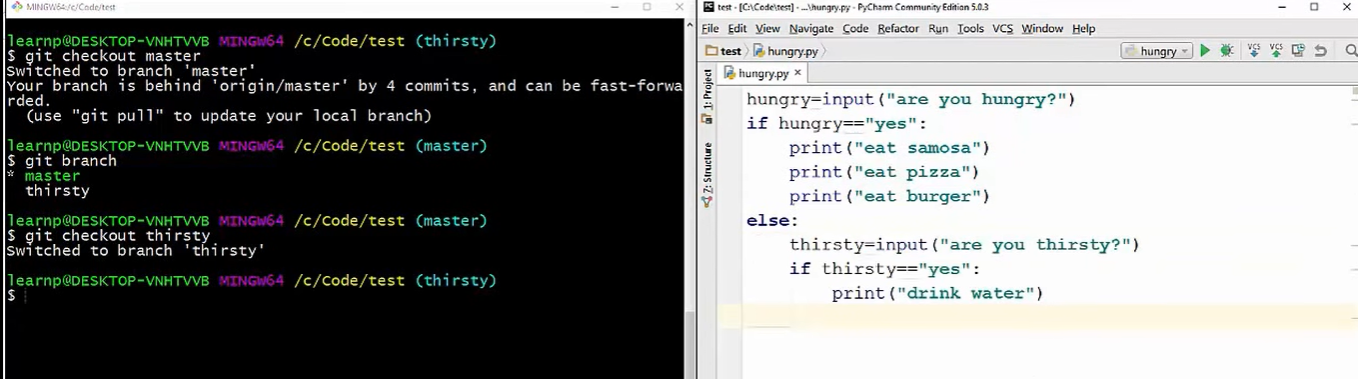 MINGW64:/c/Code/test
learnp@DESKTOP-VNHTVVB MINGW64 /c/Code/test (thirsty)
$ git checkout master
Switched to branch 'master'
Your branch is behind 'origin/master' by 4 commits, and can be fast-forwa
rded.
  (use "git pull" to update your local branch)
learnp@DESKTOP-VNHTVVB MINGW64 /c/Code/test (master)
$ git branch
* master
  thirsty
learnp@DESKTOP-VNHTVVB MINGW64 /c/Code/test (master)
$ git checkout thirsty
Switched to branch 'thirsty'
learnp@DESKTOP-VNHTVVB MINGW64 /c/Code/test (thirsty)
$
test - [C:\Code\test] - ...\hungry.py - PyCharm Community Edition 5.0.3
File Edit View Navigate Code Refactor Run Tools VCS Window Help
test hungry.py hungry VCS VCS
hungry.py
1: Project
7: Structure
hungry=input("are you hungry?")
if hungry=="yes":
    print("eat samosa")
    print("eat pizza")
    print("eat burger")
else:
    thirsty=input("are you thirsty?")
    if thirsty=="yes":
        print("drink water")